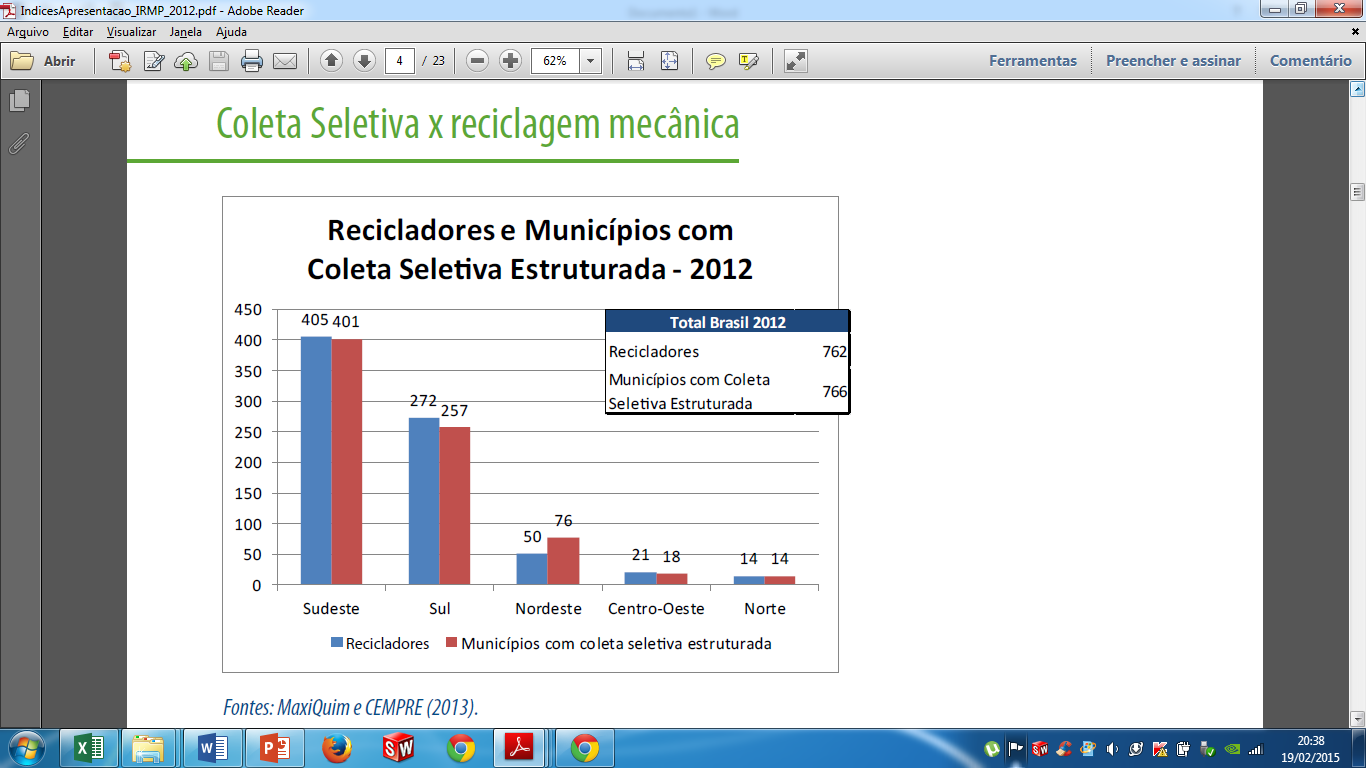 IndicesApresentacao_IRMP_2012.pdf - Adobe Reader
Arquivo Editar Visualizar Janela Ajuda
Abrir 4 / 23 62% Ferramentas Preencher e assinar Comentário
Coleta Seletiva x reciclagem mecânica
Recicladores e Municípios com
Coleta Seletiva Estruturada - 2012
450
400
350
300
250
200
150
100
50
0
405 401
272 257
50 76
21 18
14 14
Total Brasil 2012
Recicladores 762
Municípios com Coleta
Seletiva Estruturada 766
Sudeste Sul Nordeste Centro-Oeste Norte
Recicladores Municípios com coleta seletiva estruturada
Fontes: MaxiQuim e CEMPRE (2013).
20:38
19/02/2015